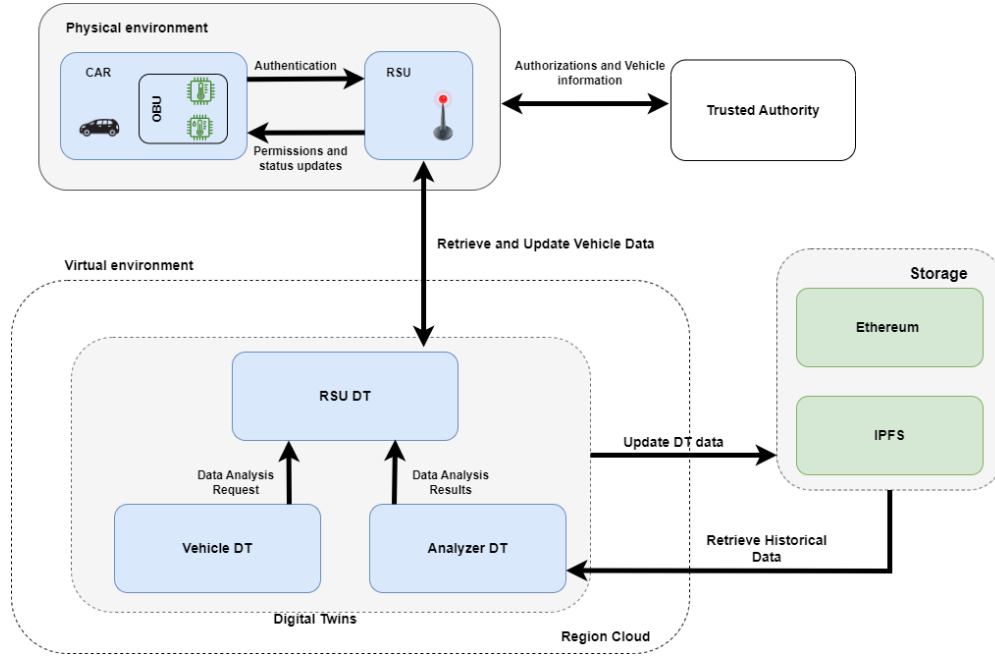 Physical environment
CAR
OBU
Authentication
RSU
Permissions and
status updates
Authorizations and Vehicle
information
Trusted Authority
Retrieve and Update Vehicle Data
Virtual environment
Storage
Ethereum
IPFS
RSU DT
Data Analysis
Request
Data Analysis
Results
Update DT data
Vehicle DT
Analyzer DT
Retrieve Historical
Data
Digital Twins
Region Cloud